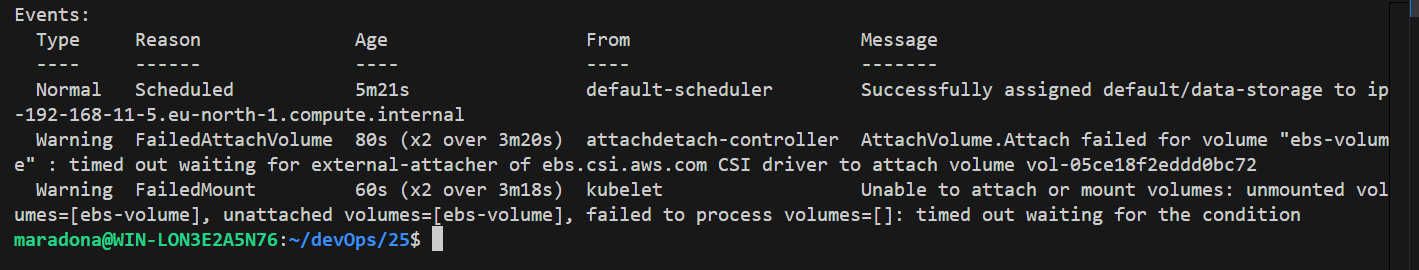 Events:
  Type     Reason              Age                  From                     Message
  ----     ------              ----                 ----                     -------
  Normal   Scheduled           5m21s                default-scheduler        Successfully assigned default/data-storage to ip
-192-168-11-5.eu-north-1.compute.internal
  Warning  FailedAttachVolume  80s (x2 over 3m20s)  attachdetach-controller  AttachVolume.Attach failed for volume "ebs-volum
e" : timed out waiting for external-attacher of ebs.csi.aws.com CSI driver to attach volume vol-05ce18f2eddd0bc72
  Warning  FailedMount         60s (x2 over 3m18s)  kubelet                  Unable to attach or mount volumes: unmounted vol
umes=[ebs-volume], unattached volumes=[ebs-volume], failed to process volumes=[]: timed out waiting for the condition
maradona@WIN-LON3E2A5N76:~/devOps/25$